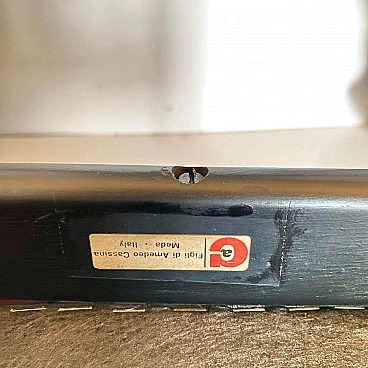 a
Figli di Amedeo Cassina
Meda - Italy